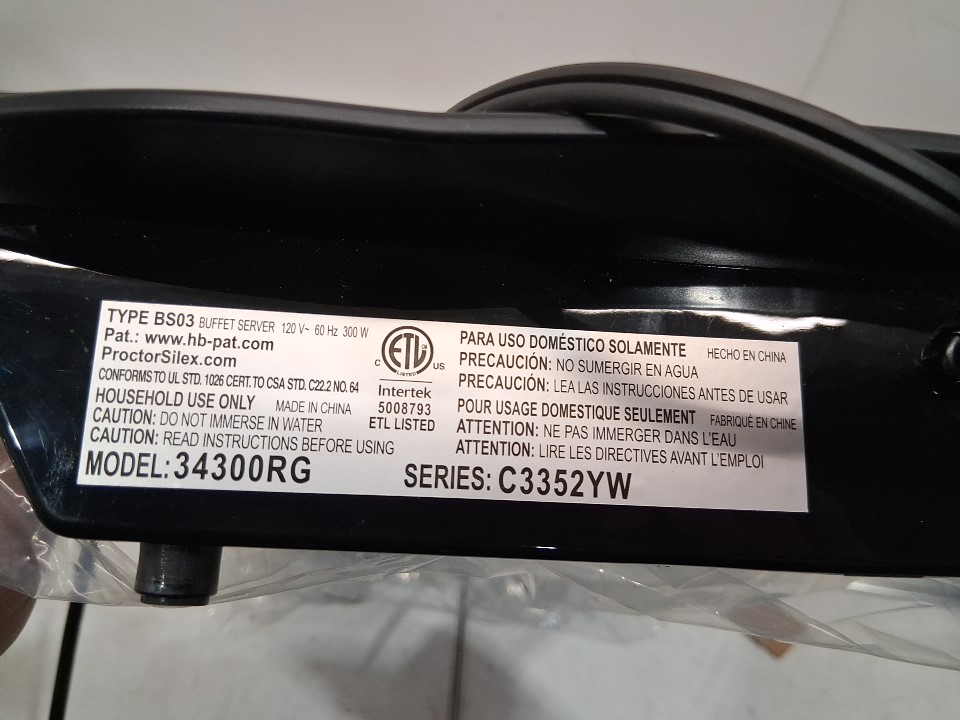 TYPE BS03 BUFFET SERVER 120 V~ 60 Hz 300 W
Pat.: www.hb-pat.com
ProctorSilex.com
CONFORMS TO UL STD. 1026 CERT. TO CSA STD. C22.2 NO. 64
HOUSEHOLD USE ONLY MADE IN CHINA
CAUTION: DO NOT IMMERSE IN WATER
CAUTION: READ INSTRUCTIONS BEFORE USING
MODEL: 34300RG
C ETL US
LISTED
Intertek
5008793
ETL LISTED
PARA USO DOMÉSTICO SOLAMENTE HECHO EN CHINA
PRECAUCIÓN: NO SUMERGIR EN AGUA
PRECAUCIÓN: LEA LAS INSTRUCCIONES ANTES DE USAR
POUR USAGE DOMESTIQUE SEULEMENT FABRIQUÉ EN CHINE
ATTENTION: NE PAS IMMERGER DANS L'EAU
ATTENTION: LIRE LES DIRECTIVES AVANT L'EMPLOI
SERIES: C3352YW